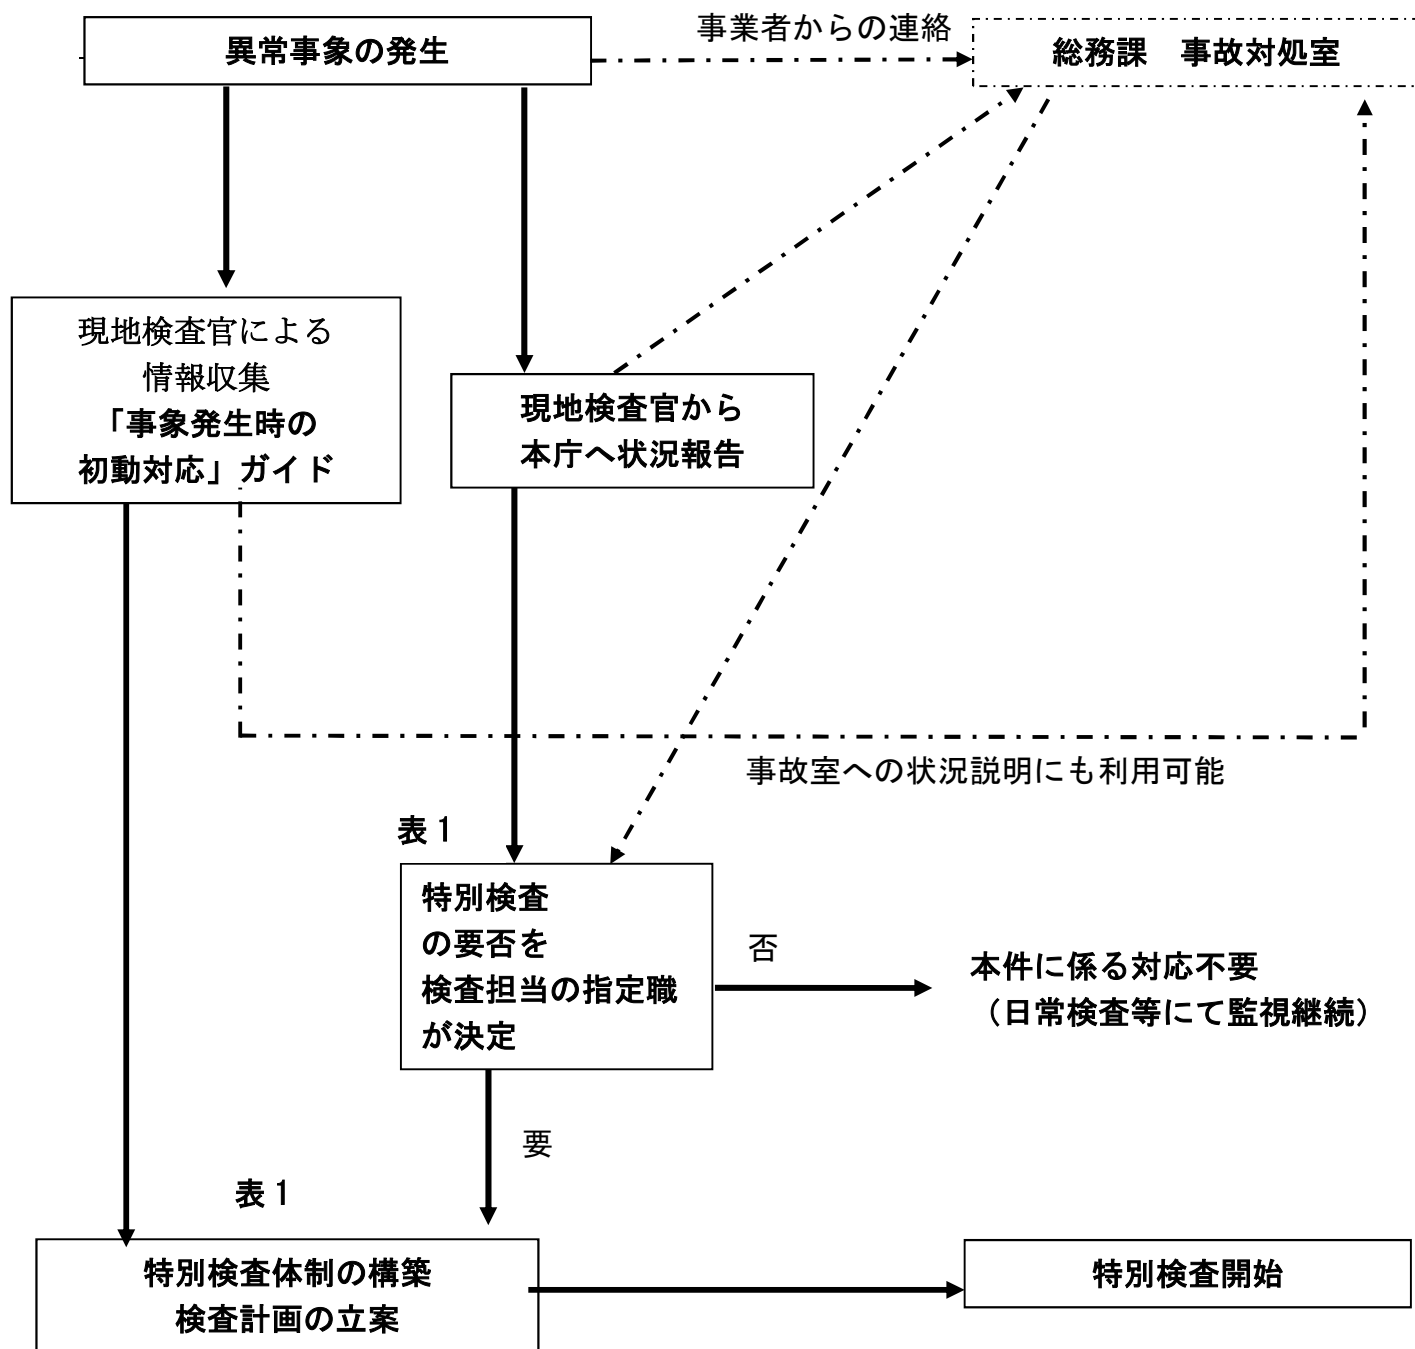 異常事象の発生
事業者からの連絡
総務課　事故対処室
現地検査官による
情報収集
「事象発生時の
初動対応」ガイド
現地検査官から
本庁へ状況報告
事故室への状況説明にも利用可能
表1
特別検査
の要否を
検査担当の指定職
が決定
否
本件に係る対応不要
（日常検査等にて監視継続）
要
表1
特別検査体制の構築
検査計画の立案
特別検査開始